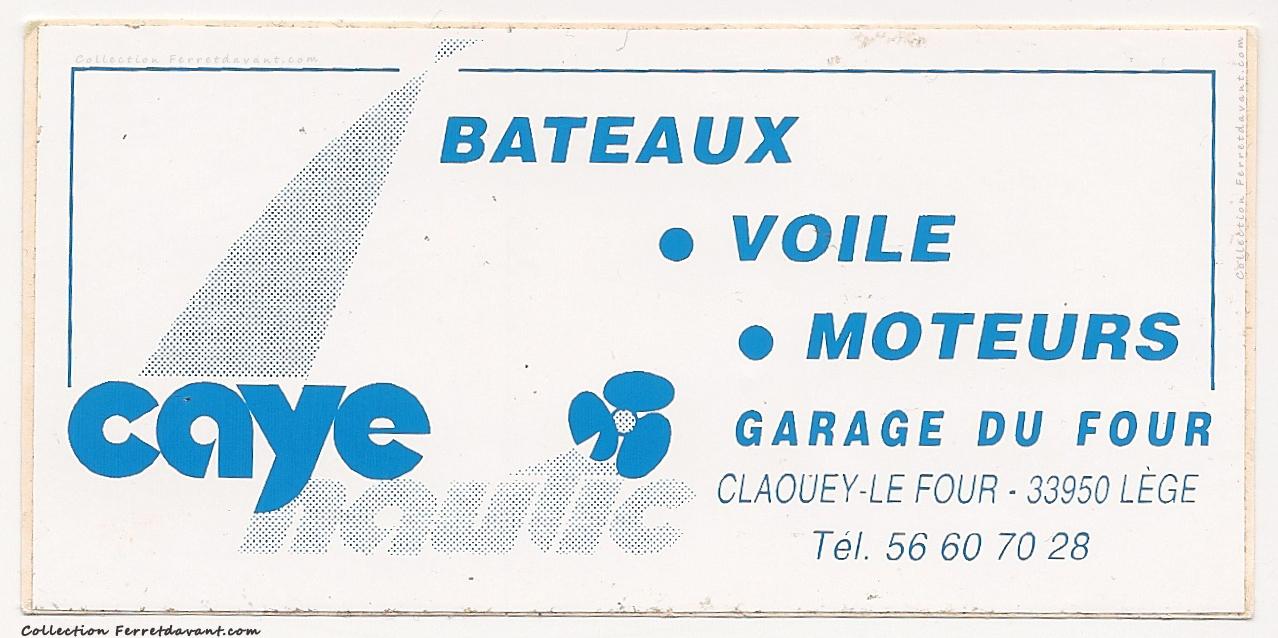 Collection Ferretdavant.com
BATEAUX
• VOILE
• MOTEURS
caye
nautic
GARAGE DU FOUR
CLAOÜEY-LE FOUR - 33950 LÈGE
Tél. 56 60 70 28
Collection Ferretdavant.com
Collection Ferretdavant.com